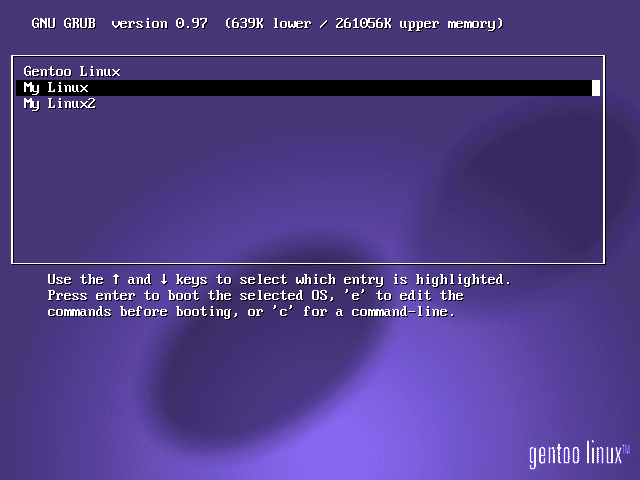 GNU GRUB  version 0.97  (639K lower / 261056K upper memory)
Gentoo Linux
My Linux
My Linux2
Use the ↑ and ↓ keys to select which entry is highlighted.
Press enter to boot the selected OS, 'e' to edit the
commands before booting, or 'c' for a command-line.
gentoo linux™